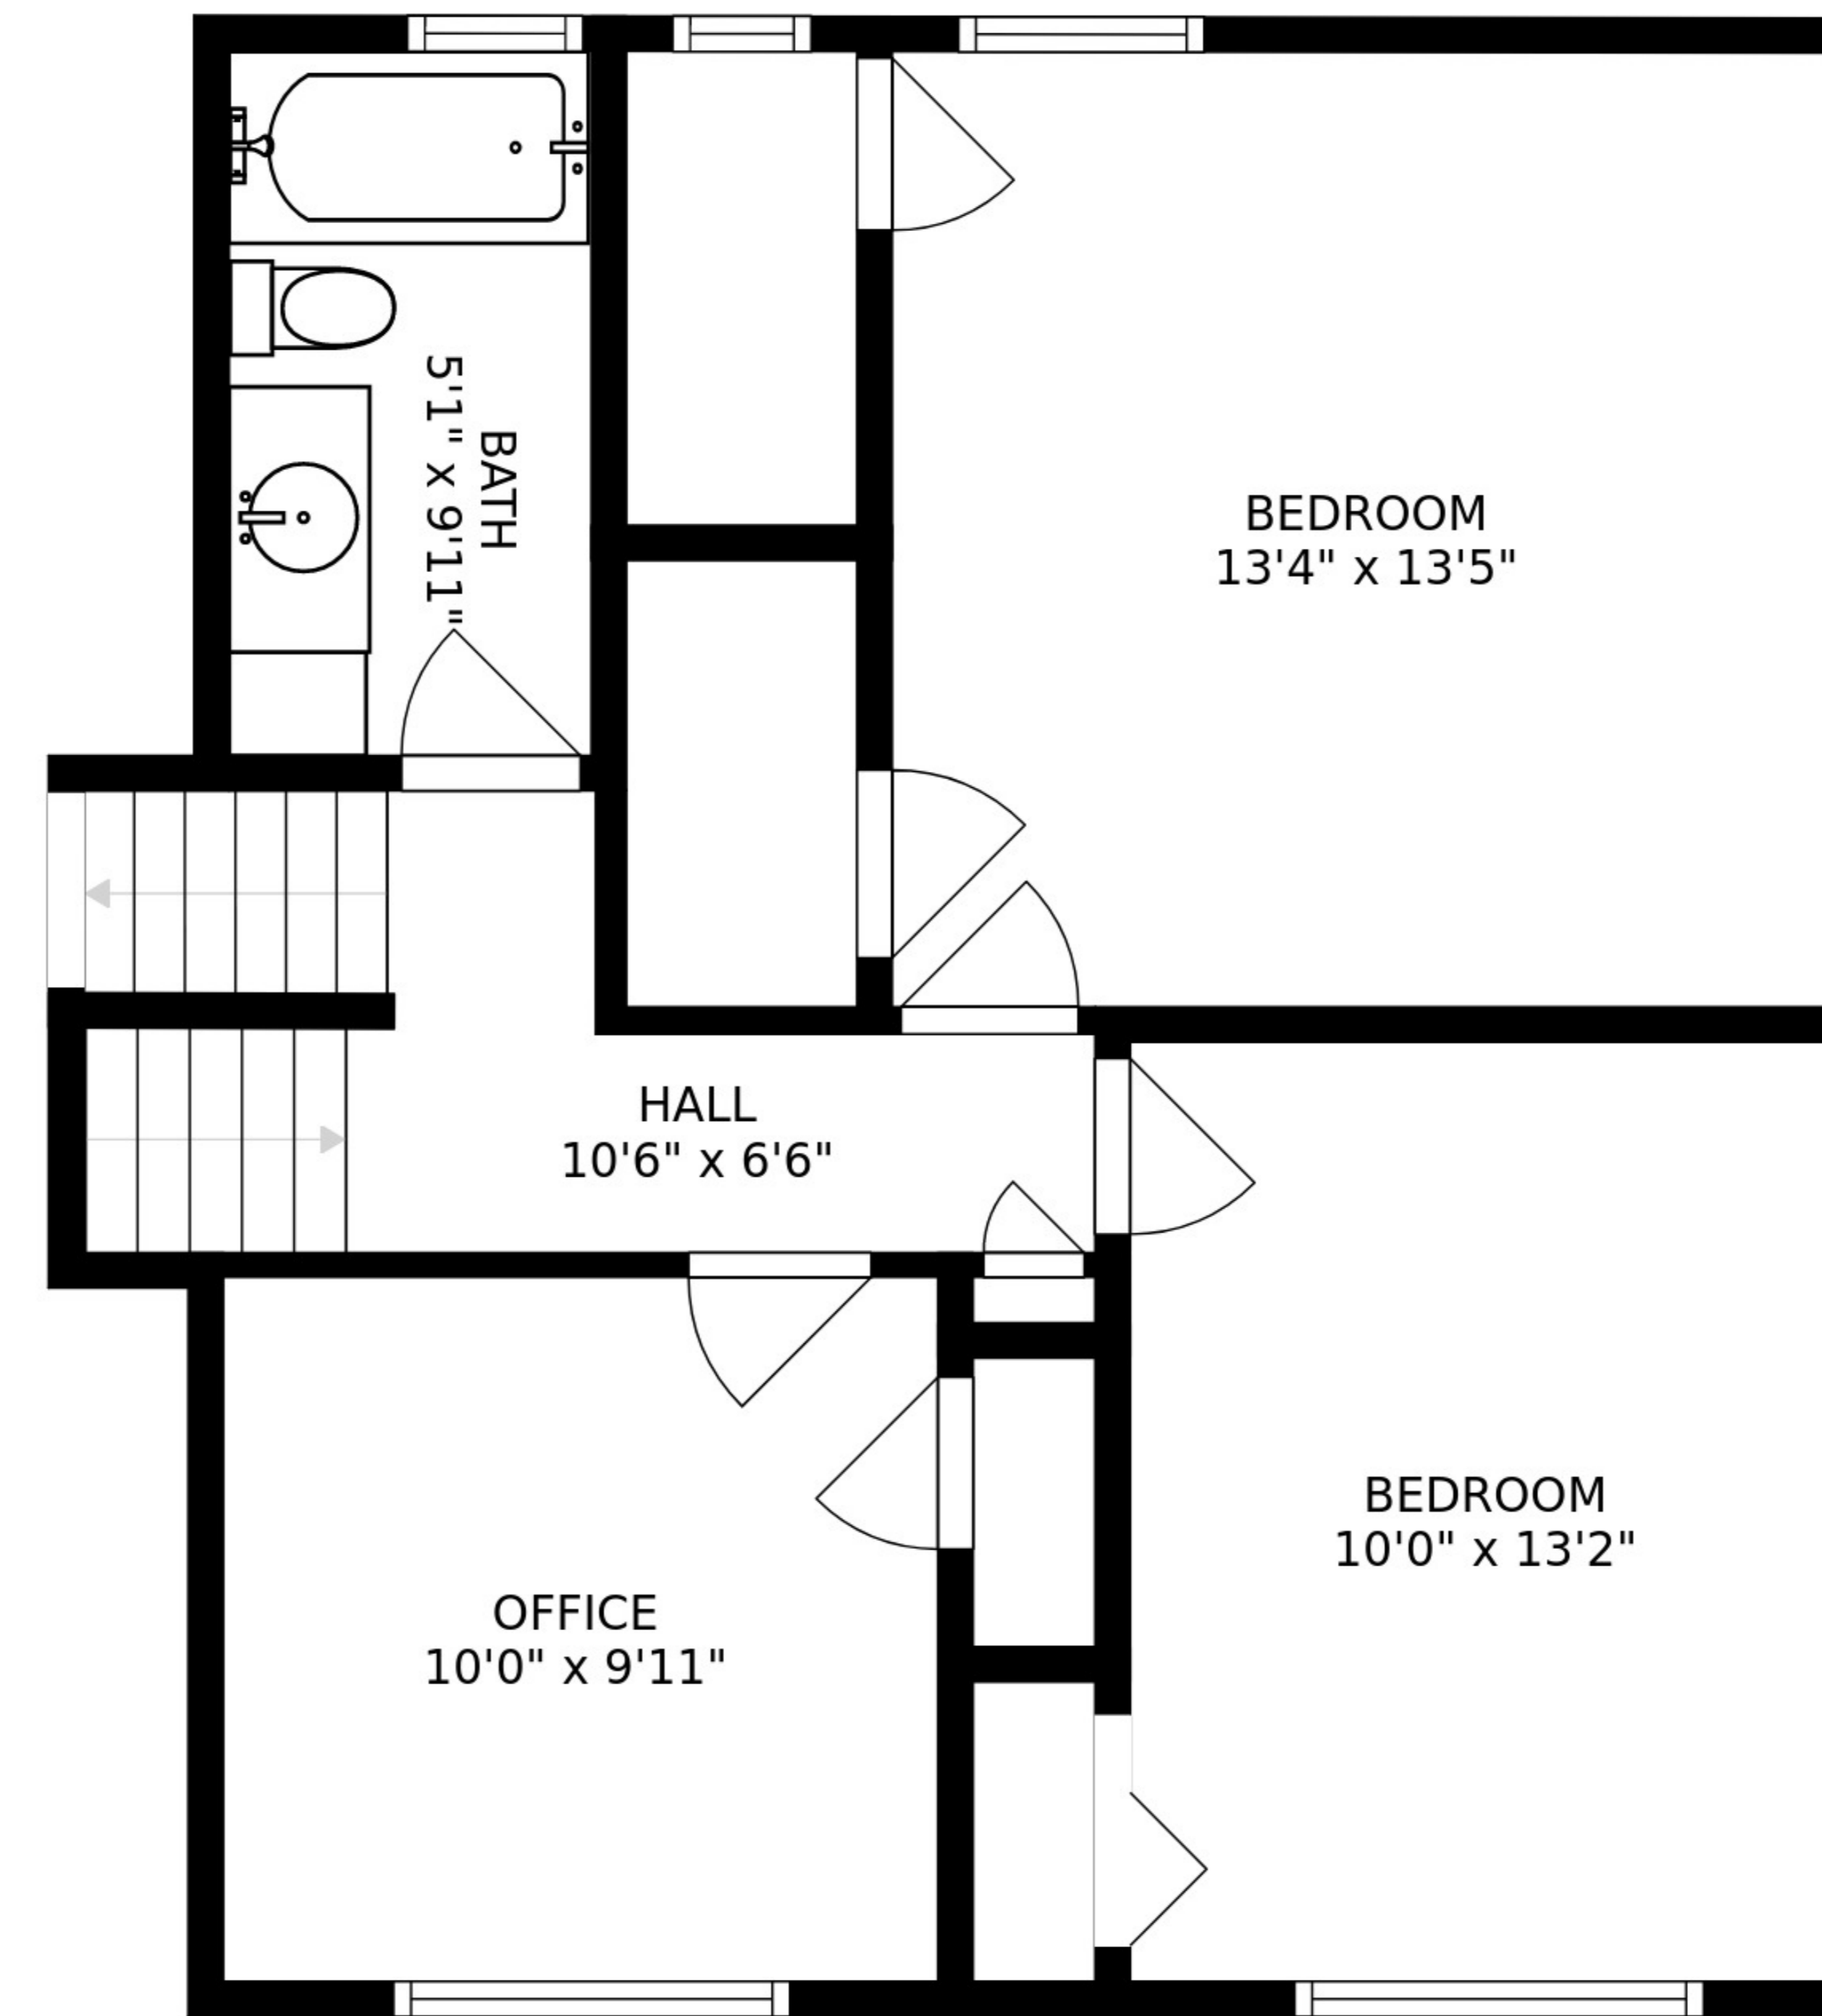 BATH
5'1" x 9'11"
BEDROOM
13'4" x 13'5"
HALL
10'6" x 6'6"
BEDROOM
10'0" x 13'2"
OFFICE
10'0" x 9'11"